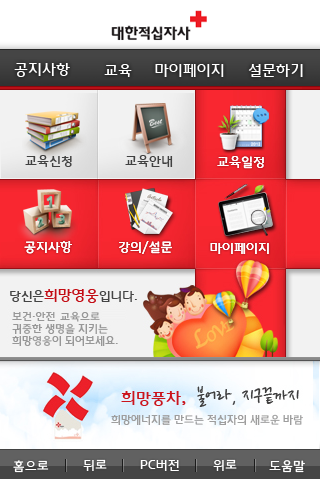 대한적십자사
공지사항 교육 마이페이지 설문하기
교육신청 교육안내 교육일정
공지사항 강의/설문 마이페이지
당신은희망영웅입니다.
보건·안전 교육으로
귀중한 생명을 지키는
희망영웅이 되어보세요.
Love
희망풍차, 불어라, 지구끝까지
희망에너지를 만드는 적십자의 새로운 바람
홈으로 뒤로 PC버전 위로 도움말